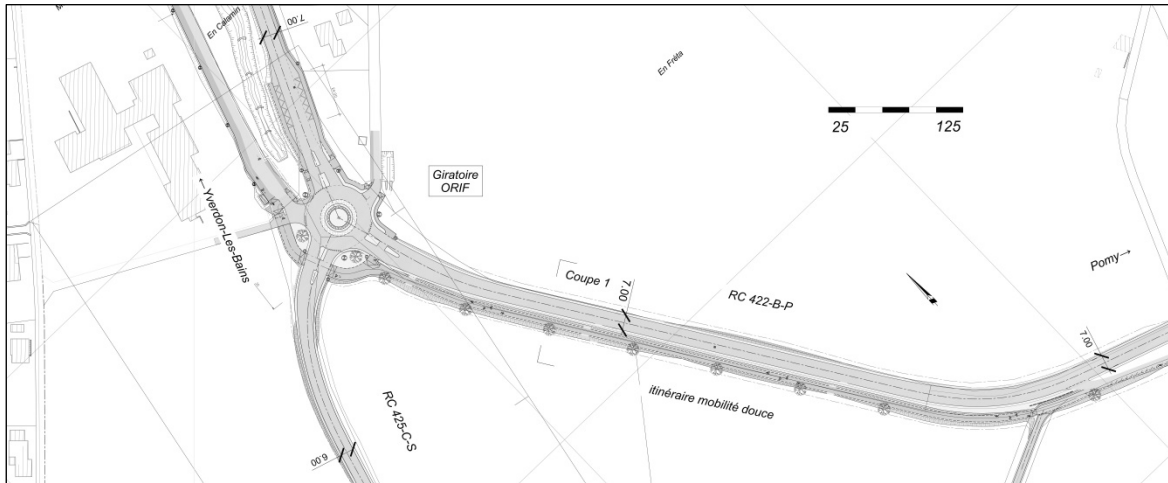 En Calamin
7.00
En Fréta
25
125
Giratoire
ORIF
←Yverdon-Les-Bains
Coupe 1
7.00
RC 422-B-P
Pomy→
7.00
itinéraire mobilité douce
RC 425-C-S
6.00